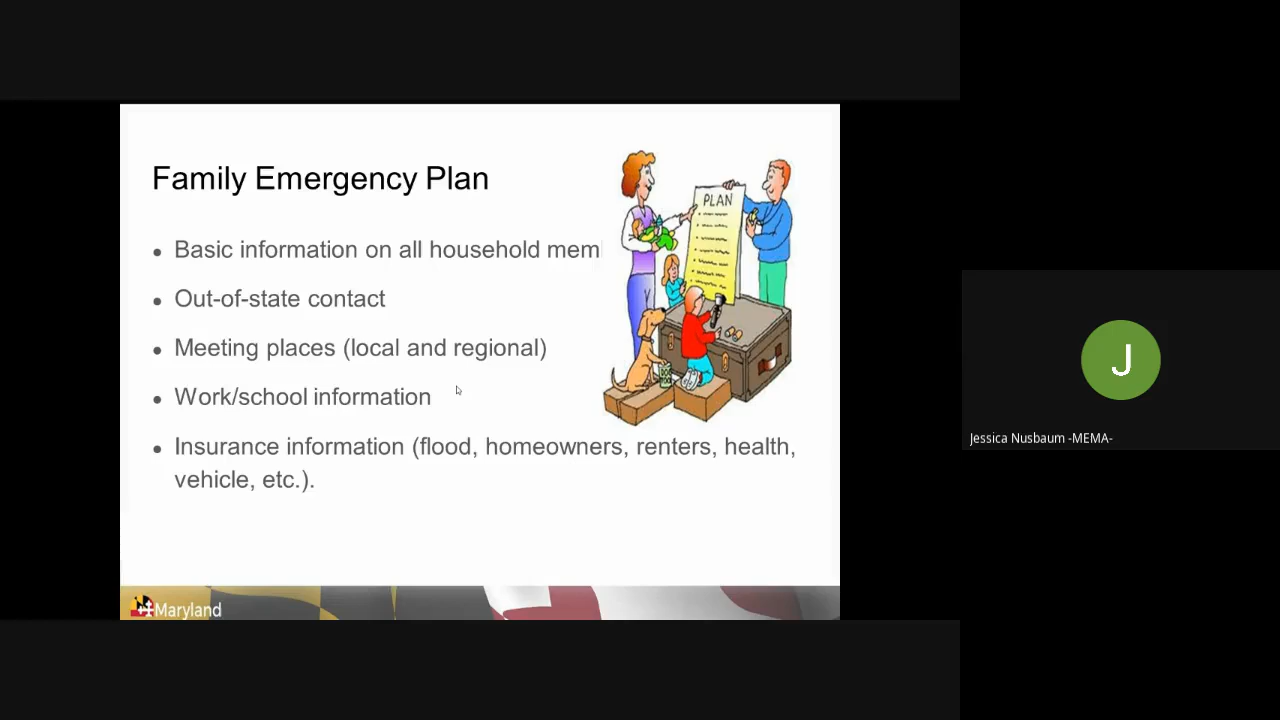 Family Emergency Plan
PLAN
• Basic information on all household mem
• Out-of-state contact
• Meeting places (local and regional)
• Work/school information
• Insurance information (flood, homeowners, renters, health,
vehicle, etc.).
Maryland
J
Jessica Nusbaum -MEMA-